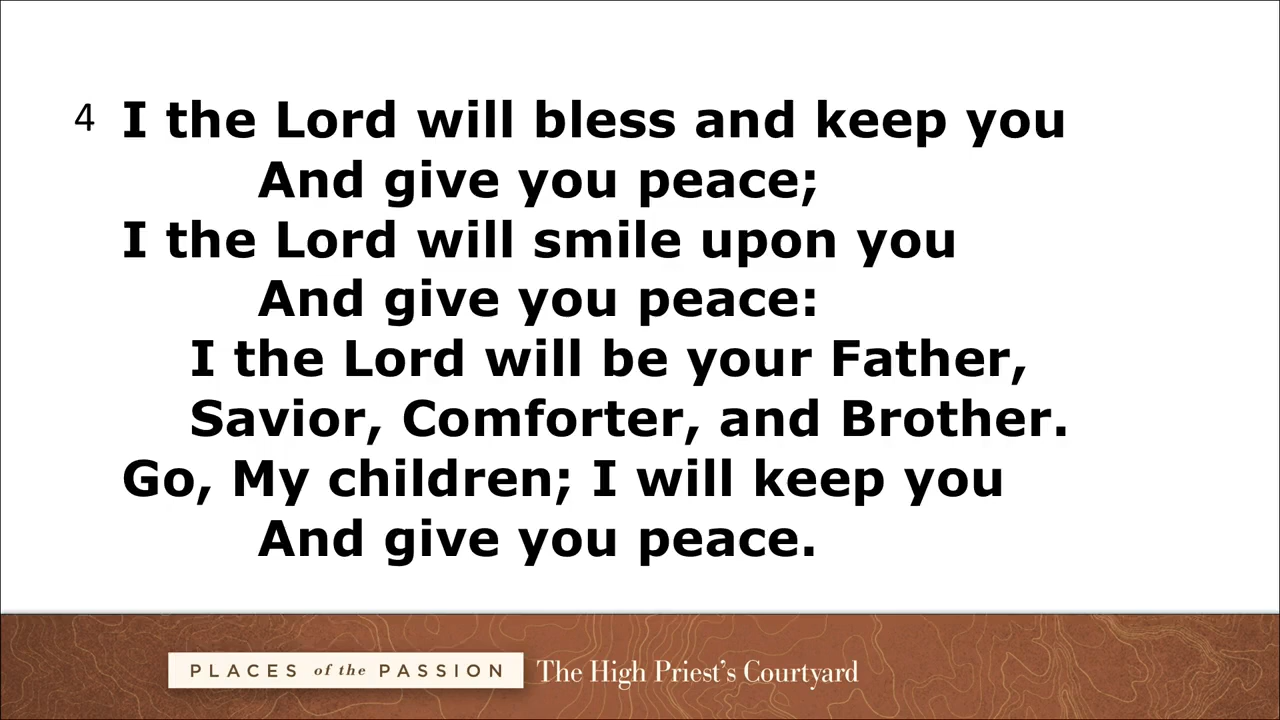 4 I the Lord will bless and keep you
And give you peace;
I the Lord will smile upon you
And give you peace:
I the Lord will be your Father,
Savior, Comforter, and Brother.
Go, My children; I will keep you
And give you peace.
PLACES of the PASSION The High Priest's Courtyard